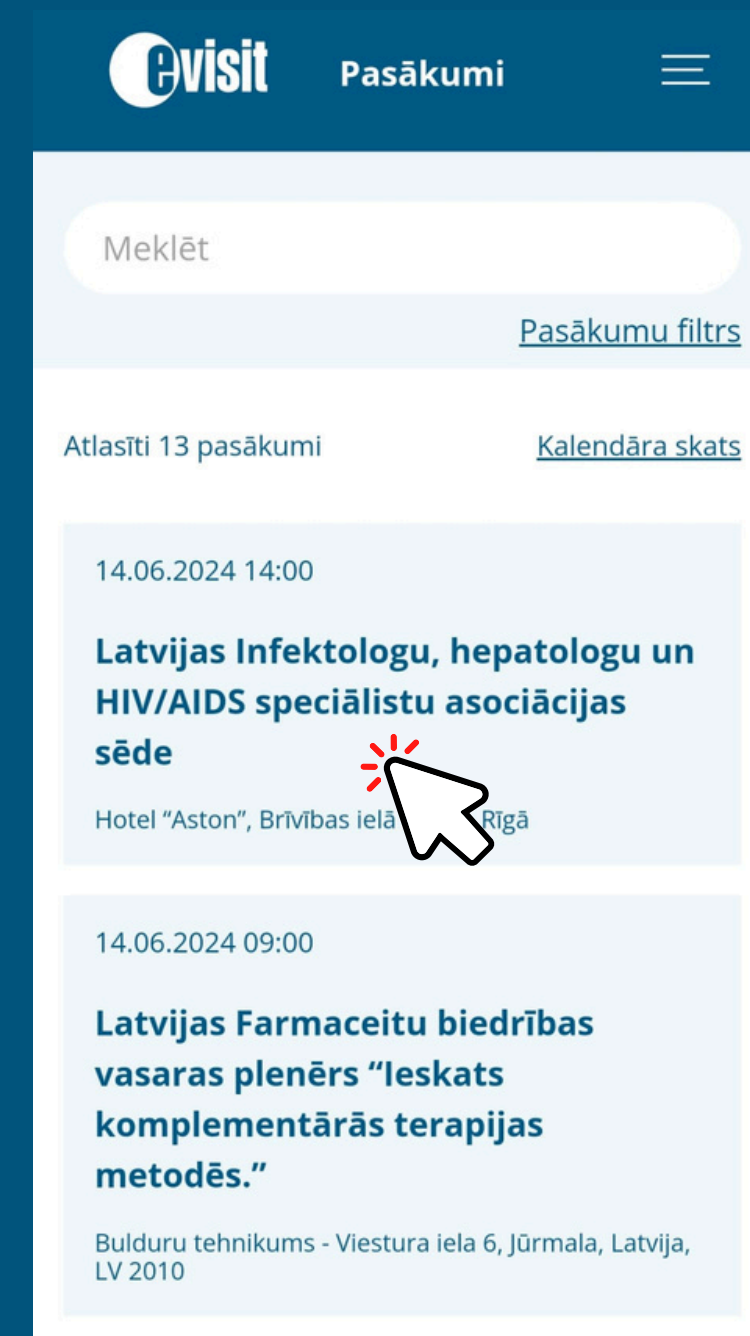 evisit
Pasākumi
Meklēt
Pasākumu filtrs
Atlasīti 13 pasākumi
Kalendāra skats
14.06.2024 14:00
Latvijas Infektologu, hepatologu un
HIV/AIDS speciālistu asociācijas
sēde
Hotel “Aston”, Brīvības ielā Rīgā
14.06.2024 09:00
Latvijas Farmaceitu biedrības
vasaras plenērs “Ieskats
komplementārās terapijas
metodēs.”
Bulduru tehnikums - Viestura iela 6, Jūrmala, Latvija,
LV 2010